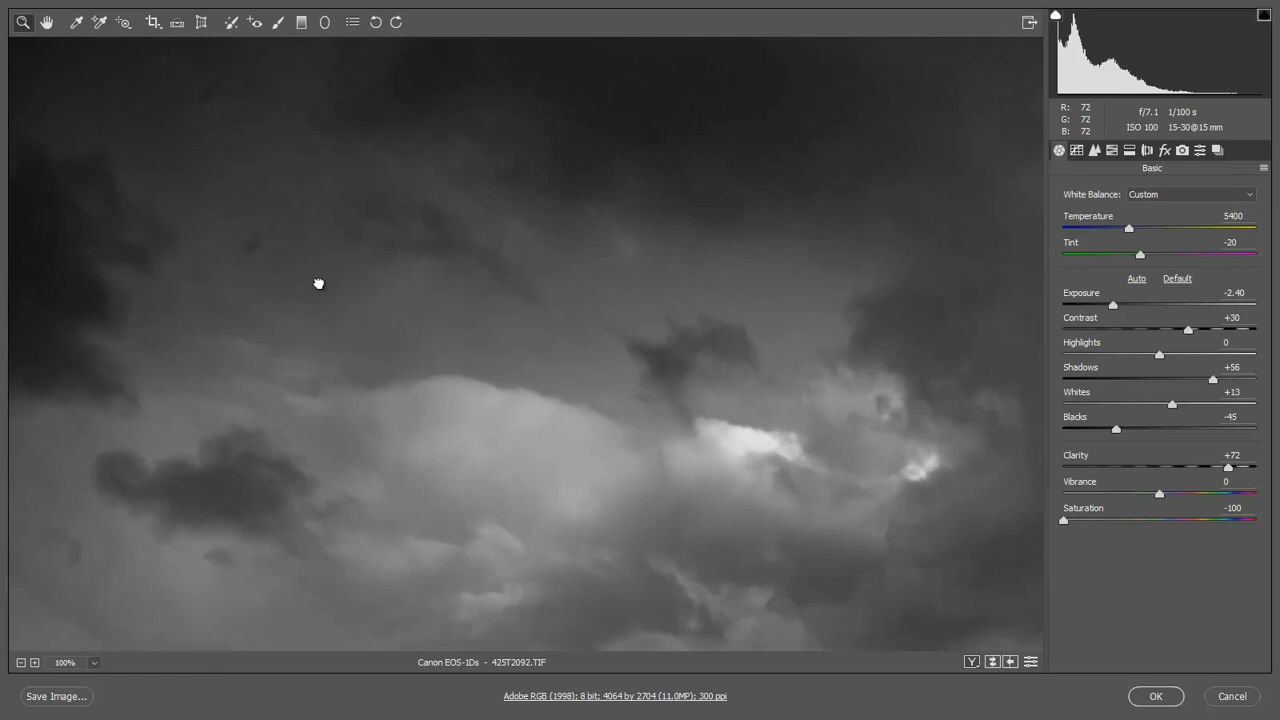 R: 72
G: 72
B: 72
f/7.1 1/100 s
ISO 100 15-30@15 mm
fx
Basic
White Balance: Custom
Temperature 5400
Tint -20
Auto Default
Exposure -2.40
Contrast +30
Highlights 0
Shadows +56
Whites +13
Blacks -45
Clarity +72
Vibrance 0
Saturation -100
100%
Canon EOS-1Ds - 425T2092.TIF
Y
Save Image...
Adobe RGB (1998); 8 bit; 4064 by 2704 (11.0MP); 300 ppi
OK
Cancel